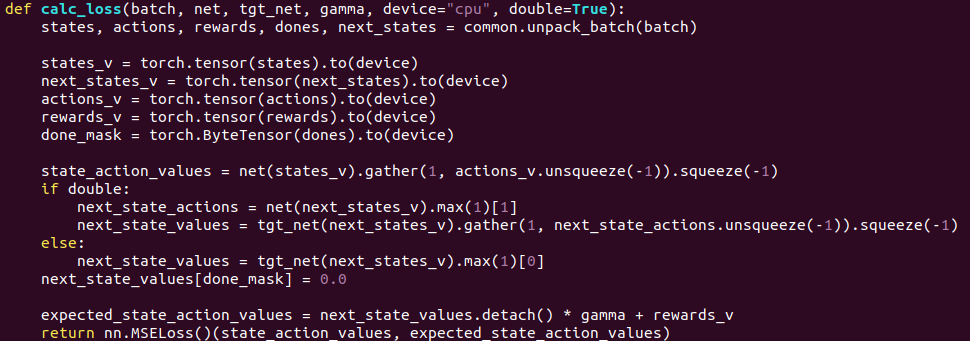 def calc_loss(batch, net, tgt_net, gamma, device="cpu", double=True):
    states, actions, rewards, dones, next_states = common.unpack_batch(batch)

    states_v = torch.tensor(states).to(device)
    next_states_v = torch.tensor(next_states).to(device)
    actions_v = torch.tensor(actions).to(device)
    rewards_v = torch.tensor(rewards).to(device)
    done_mask = torch.ByteTensor(dones).to(device)

    state_action_values = net(states_v).gather(1, actions_v.unsqueeze(-1)).squeeze(-1)
    if double:
        next_state_actions = net(next_states_v).max(1)[1]
        next_state_values = tgt_net(next_states_v).gather(1, next_state_actions.unsqueeze(-1)).squeeze(-1)
    else:
        next_state_values = tgt_net(next_states_v).max(1)[0]
    next_state_values[done_mask] = 0.0

    expected_state_action_values = next_state_values.detach() * gamma + rewards_v
    return nn.MSELoss()(state_action_values, expected_state_action_values)